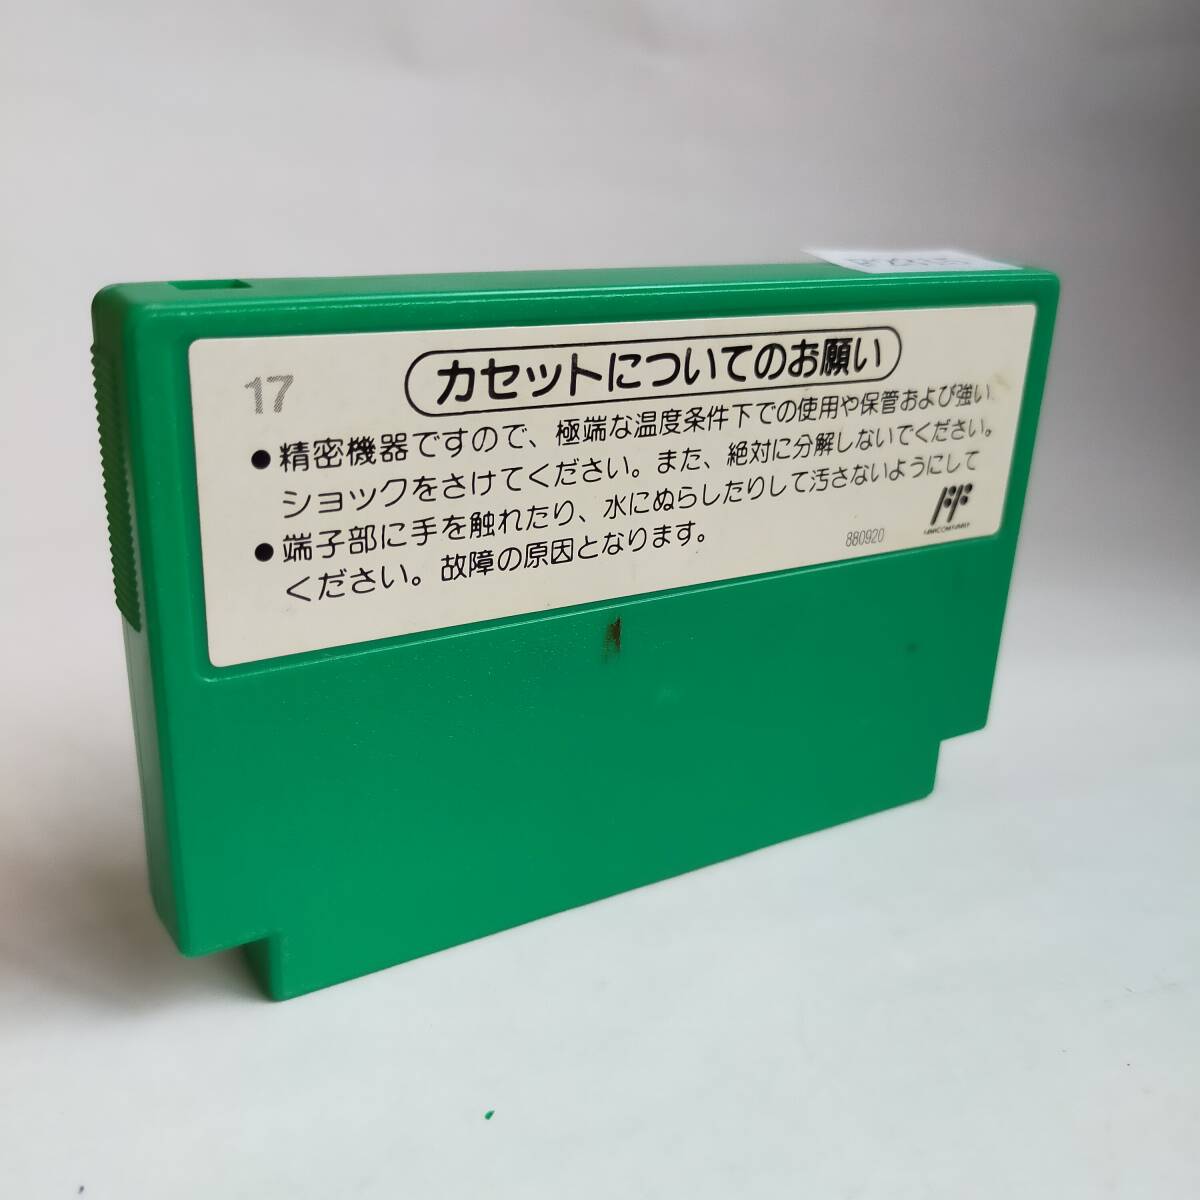 17
カセットについてのお願い
●精密機器ですので、極端な温度条件下での使用や保管および強い
ショックをさけてください。また、絶対に分解しないでください。
●端子部に手を触れたり、水にぬらしたりして汚さないようにして
ください。故障の原因となります。
880920
FAMICOM FAMILY